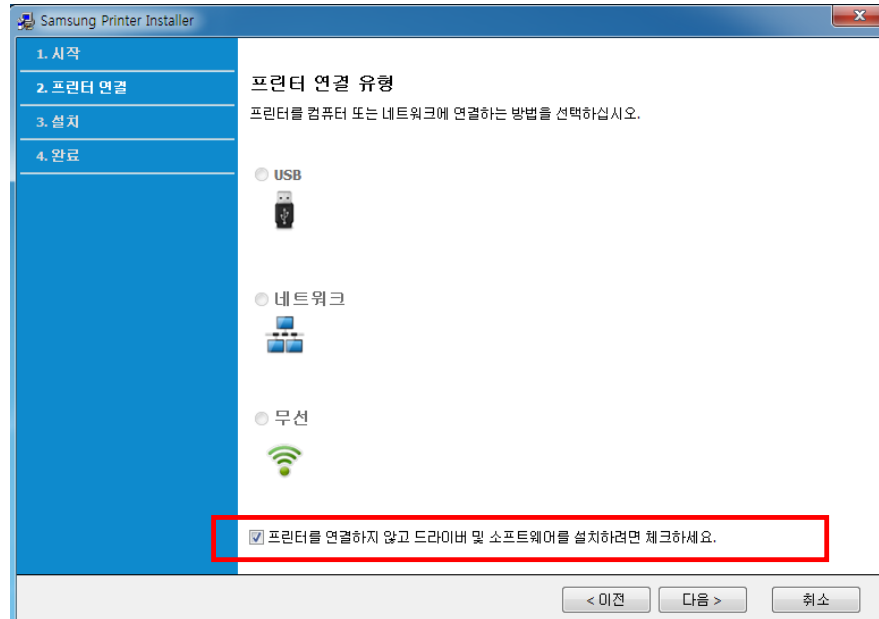 Samsung Printer Installer
1. 시작
2. 프린터 연결
3. 설치
4. 완료
프린터 연결 유형
프린터를 컴퓨터 또는 네트워크에 연결하는 방법을 선택하십시오.
USB
네트워크
무선
프린터를 연결하지 않고 드라이버 및 소프트웨어를 설치하려면 체크하세요.
< 이전
다음 >
취소